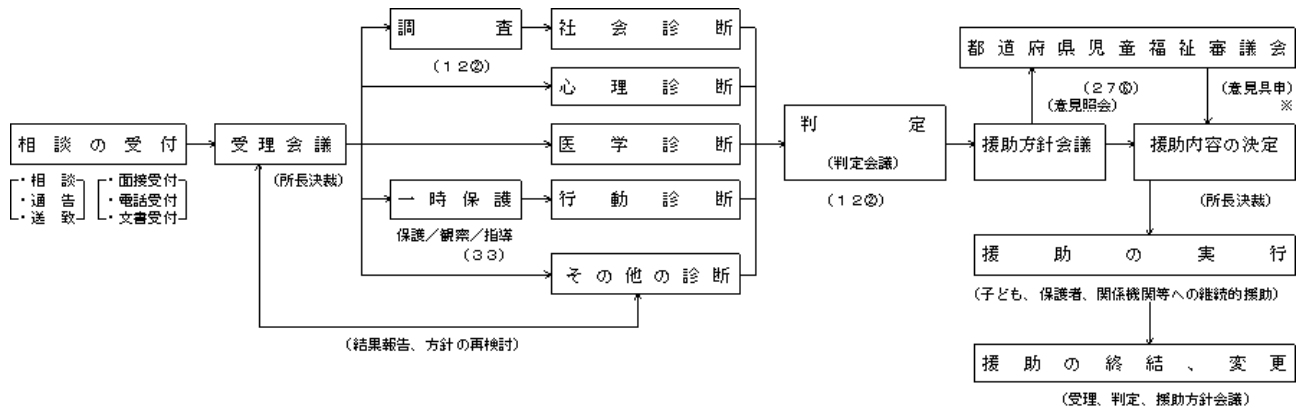 調査
社会診断
都道府県児童福祉審議会
(12②)
心理診断
(27⑥)
(意見照会)
(意見具申)
※
相談の受付
受理会議
医学診断
判定
(判定会議)
援助方針会議
援助内容の決定
・相談
・通告
・送致
・面接受付
・電話受付
・文書受付
(所長決裁)
一時保護
行動診断
(12②)
(所長決裁)
保護/観察/指導
(33)
その他の診断
援助の実行
(子ども、保護者、関係機関等への継続的援助)
(結果報告、方針の再検討)
援助の終結、変更
(受理、判定、援助方針会議)